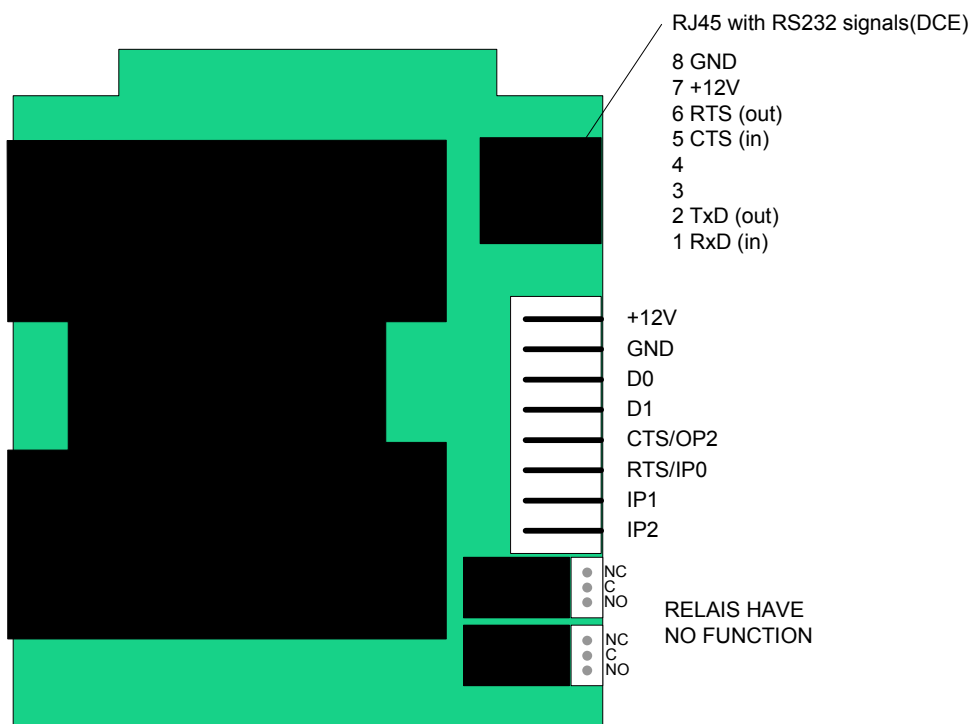 RJ45 with RS232 signals(DCE)
8 GND
7 +12V
6 RTS (out)
5 CTS (in)
4
3
2 TxD (out)
1 RxD (in)
+12V
GND
D0
D1
CTS/OP2
RTS/IP0
IP1
IP2
NC
C
NO
RELAIS HAVE
NO FUNCTION
NC
C
NO